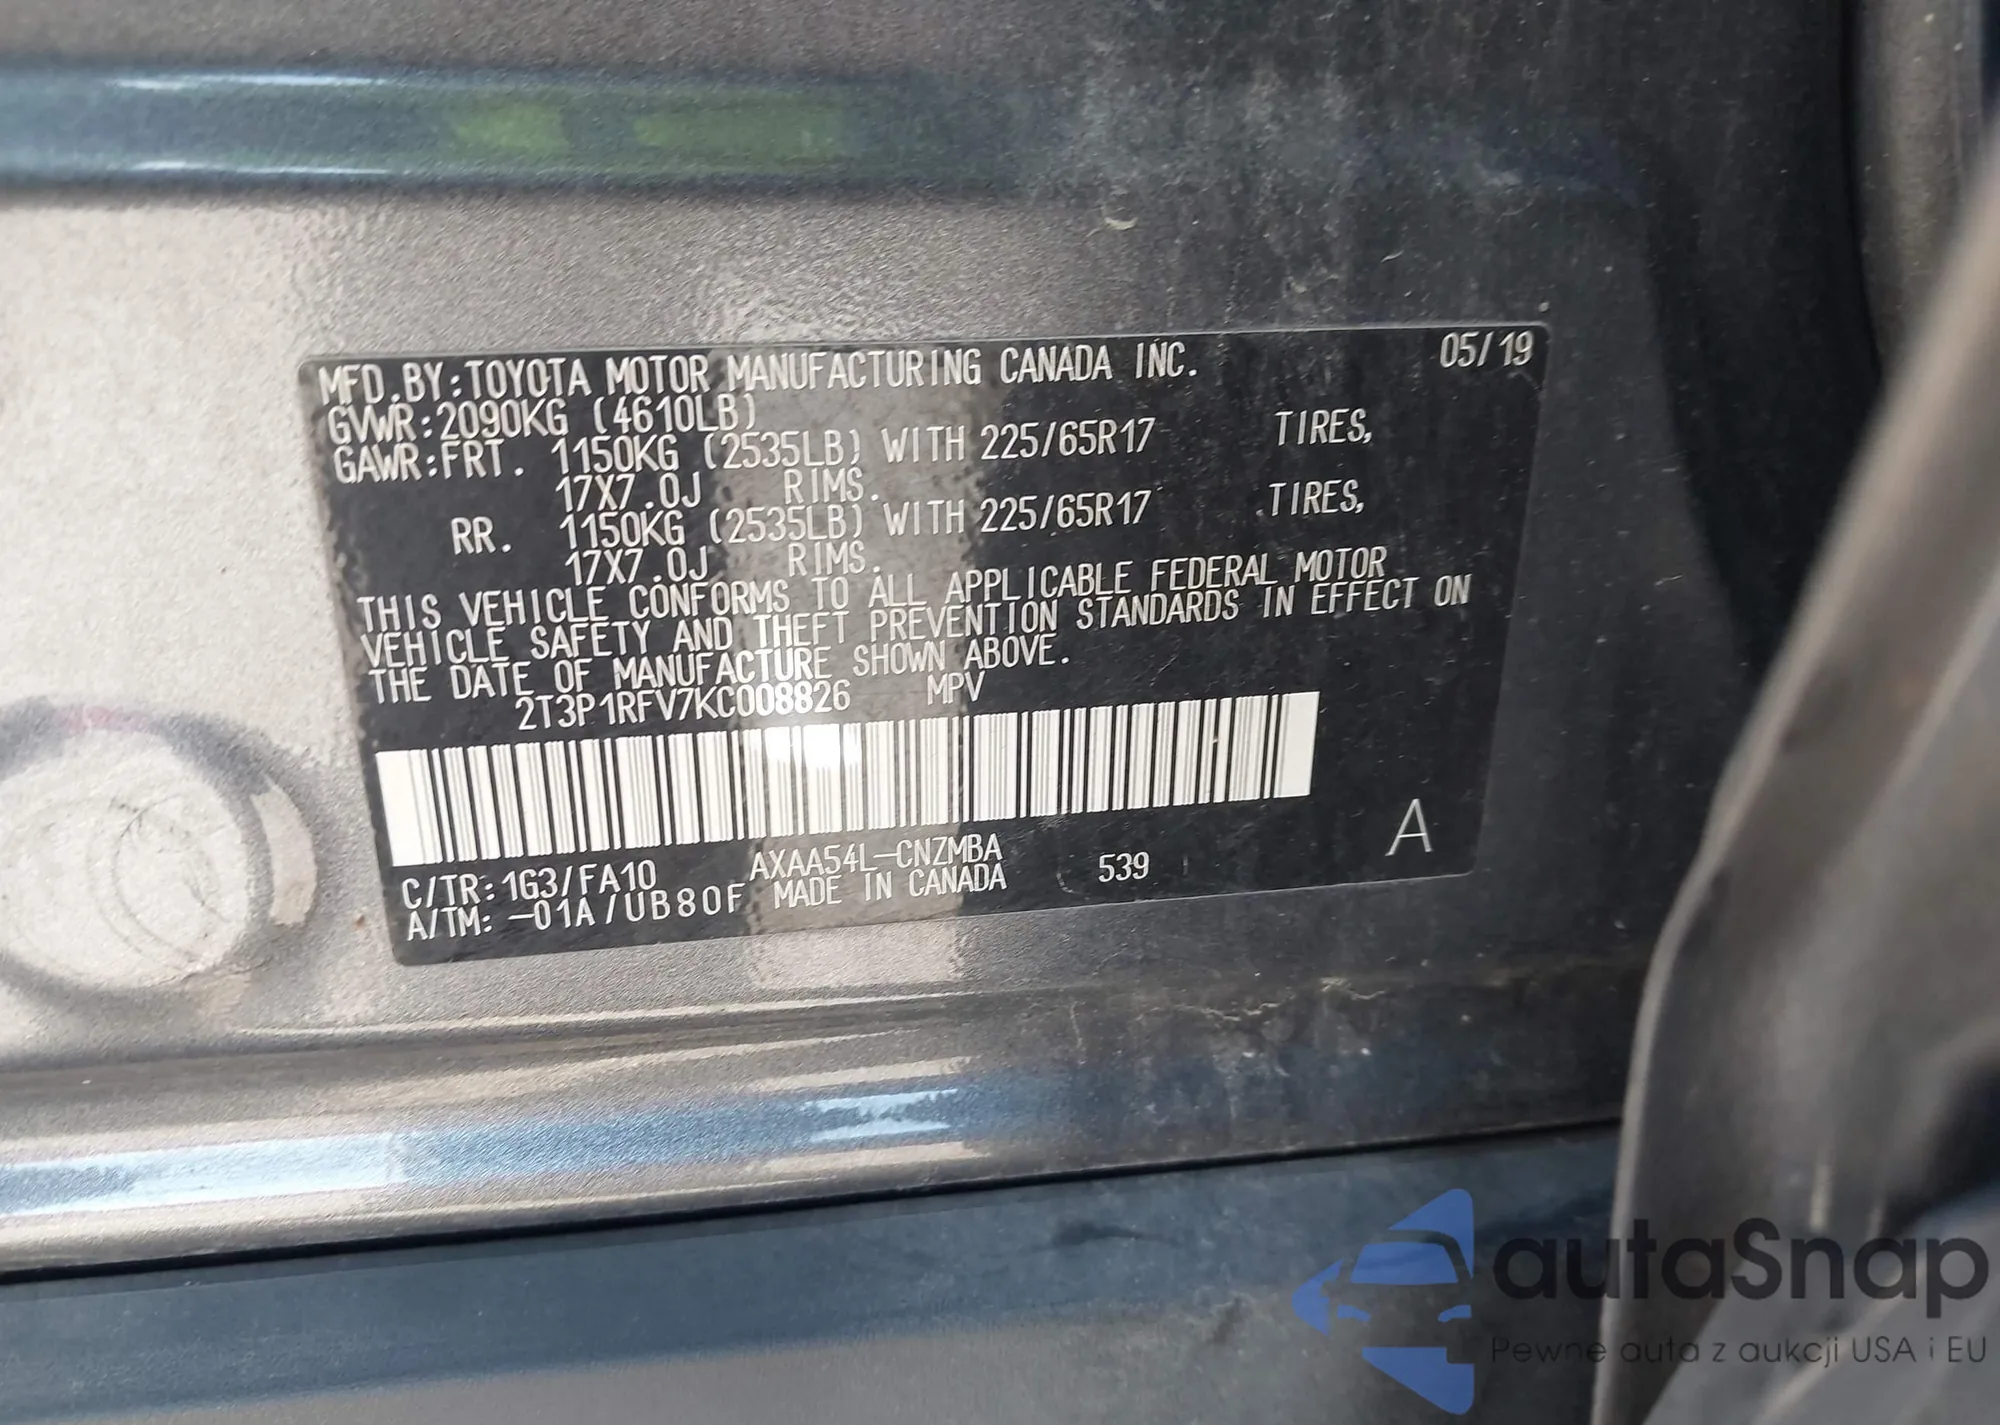 MFD.BY:TOYOTA MOTOR MANUFACTURING CANADA INC. 05/19
GVWR:2090KG (4610LB)
GAWR:FRT. 1150KG (2535LB) WITH 225/65R17 TIRES,
17X7.0J RIMS.
RR. 1150KG (2535LB) WITH 225/65R17 TIRES,
17X7.0J RIMS.
THIS VEHICLE CONFORMS TO ALL APPLICABLE FEDERAL MOTOR
VEHICLE SAFETY AND THEFT PREVENTION STANDARDS IN EFFECT ON
THE DATE OF MANUFACTURE SHOWN ABOVE.
2T3P1RFV7KC008826 MPV
A
C/TR:1G3/FA10 AXAA54L-CNZMBA 539
A/TM:-01A/UB80F MADE IN CANADA
autaSnap
Pewne auta z aukcji USA i EU